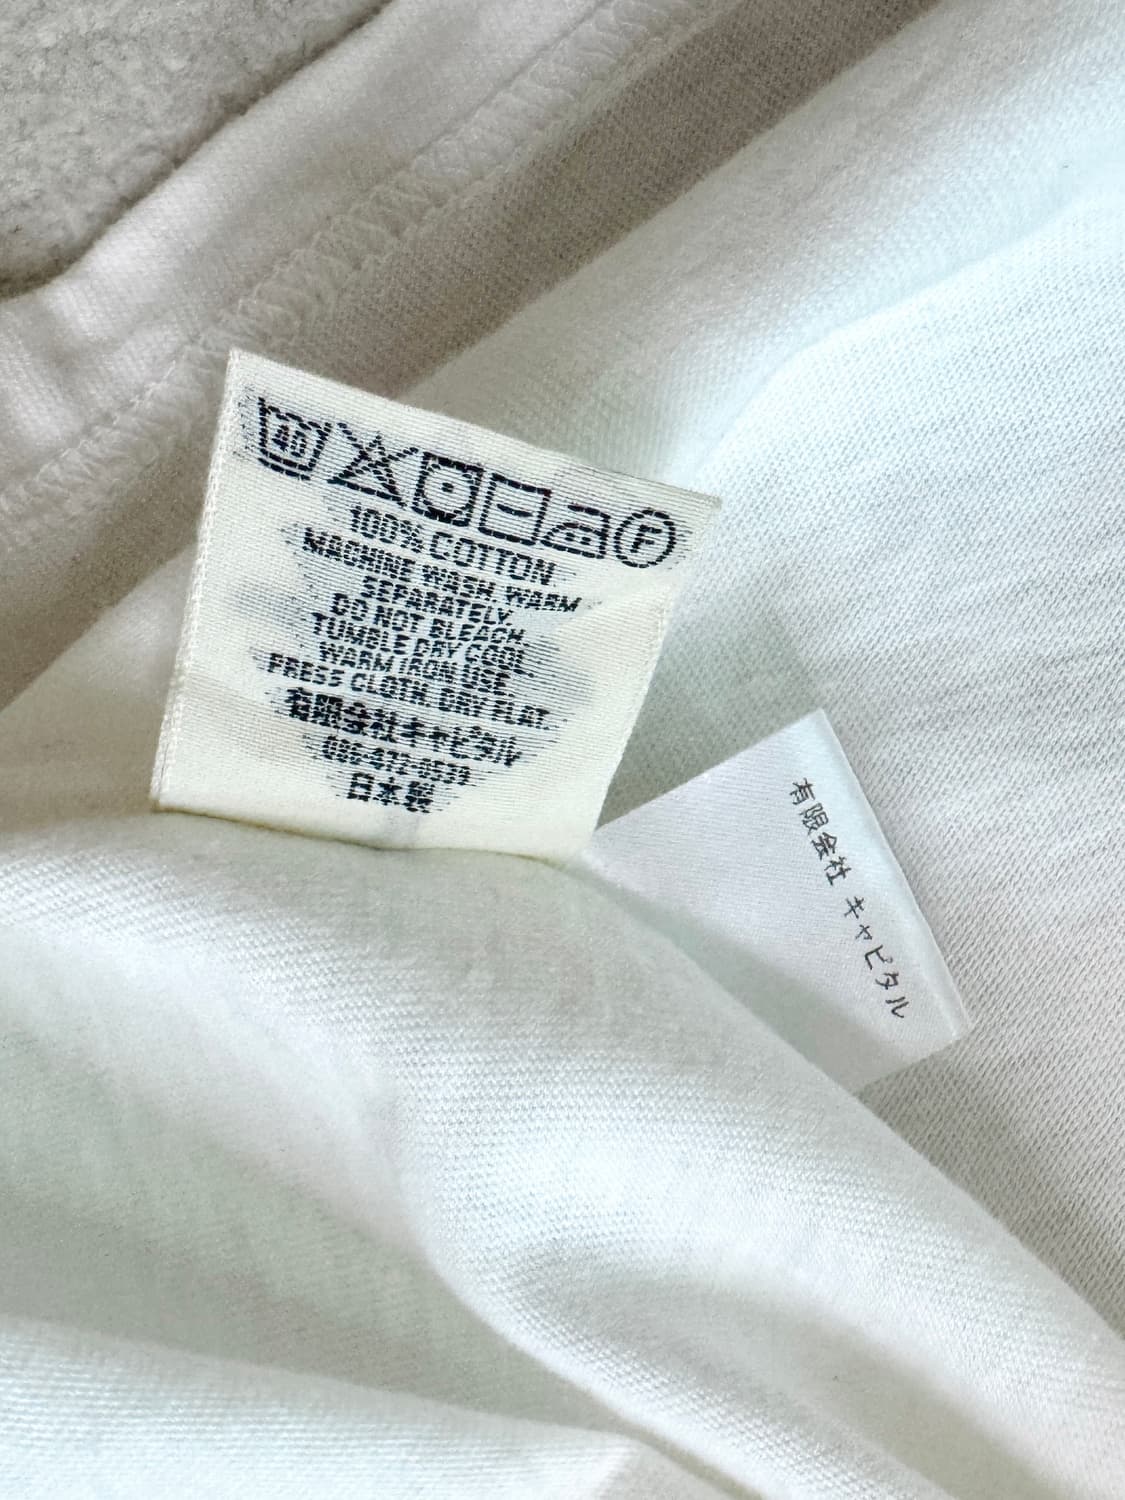 40
P
100% COTTON
MACHINE WASH. WARM
SEPARATELY.
DO NOT BLEACH.
TUMBLE DRY COOL.
WARM IRON USE.
PRESS CLOTH. DRY FLAT.
有限会社キャピタル
日本製
有限会社 キャピタル